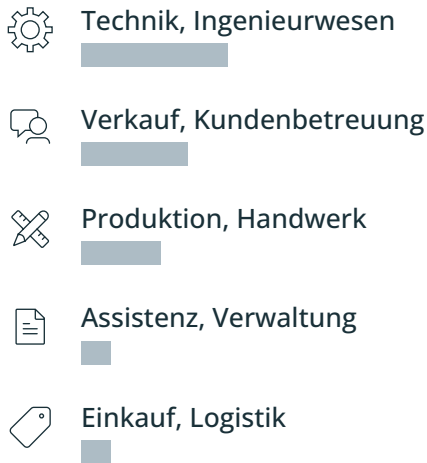 Technik, Ingenieurwesen
Verkauf, Kundenbetreuung
Produktion, Handwerk
Assistenz, Verwaltung
Einkauf, Logistik